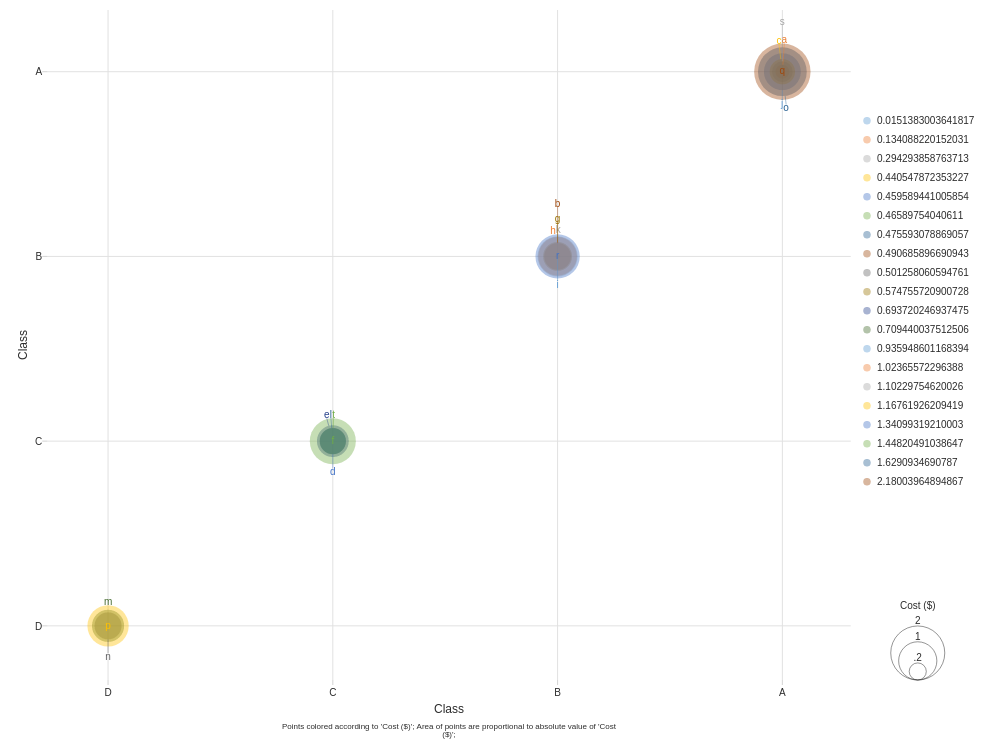 s
c a
q
j o
A
b
g
h k
r
i
B
e l t
f
d
C
m
p
n
D
Class
D C B A
Class
Points colored according to 'Cost ($)'; Area of points are proportional to absolute value of 'Cost
($)';
0.0151383003641817
0.134088220152031
0.294293858763713
0.440547872353227
0.459589441005854
0.46589754040611
0.475593078869057
0.490685896690943
0.501258060594761
0.574755720900728
0.693720246937475
0.709440037512506
0.935948601168394
1.02365572296388
1.10229754620026
1.16761926209419
1.34099319210003
1.44820491038647
1.6290934690787
2.18003964894867
Cost ($)
2
1
.2